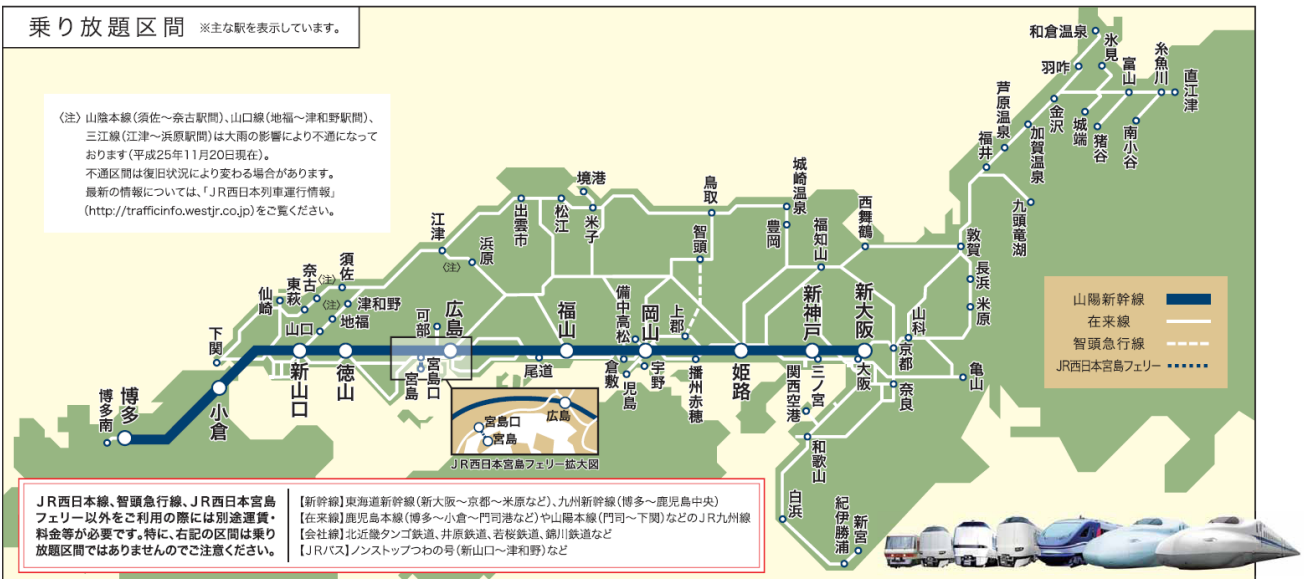 乗り放題区間 ※主な駅を表示しています。
〈注〉山陰本線(須佐〜奈古駅間)、山口線(地福〜津和野駅間)、
三江線(江津〜浜原駅間)は大雨の影響により不通になって
おります(平成25年11月20日現在)。
不通区間は復旧状況により変わる場合があります。
最新の情報については、「JR西日本列車運行情報」
(http://trafficinfo.westjr.co.jp)をご覧ください。
和倉温泉
羽咋
氷見
富山
糸魚川
直江津
金沢
城端
猪谷
南小谷
芦原温泉
加賀温泉
福井
九頭竜湖
敦賀
長浜
米原
西舞鶴
福知山
城崎温泉
豊岡
鳥取
智頭
境港
米子
松江
出雲市
江津
〈注〉
浜原
須佐
〈注〉
奈古
東萩
仙崎
〈注〉
津和野
地福
山口
下関
可部
広島
福山
備中高松
岡山
上郡
新神戸
新大阪
山科
京都
亀山
奈良
大阪
三ノ宮
関西空港
姫路
播州赤穂
宇野
児島
倉敷
尾道
宮島口
宮島
徳山
新山口
小倉
博多
博多南
和歌山
白浜
紀伊勝浦
新宮
山陽新幹線
在来線
智頭急行線
JR西日本宮島フェリー
広島
宮島口
宮島
JR西日本宮島フェリー拡大図
JR西日本線、智頭急行線、JR西日本宮島
フェリー以外をご利用の際には別途運賃・
料金等が必要です。特に、右記の区間は乗り
放題区間ではありませんのでご注意ください。
【新幹線】東海道新幹線(新大阪〜京都〜米原など)、九州新幹線(博多〜鹿児島中央)
【在来線】鹿児島本線(博多〜小倉〜門司港など)や山陽本線(門司〜下関)などのJR九州線
【会社線】北近畿タンゴ鉄道、井原鉄道、若桜鉄道、錦川鉄道など
【JRバス】ノンストップつわの号(新山口〜津和野)など